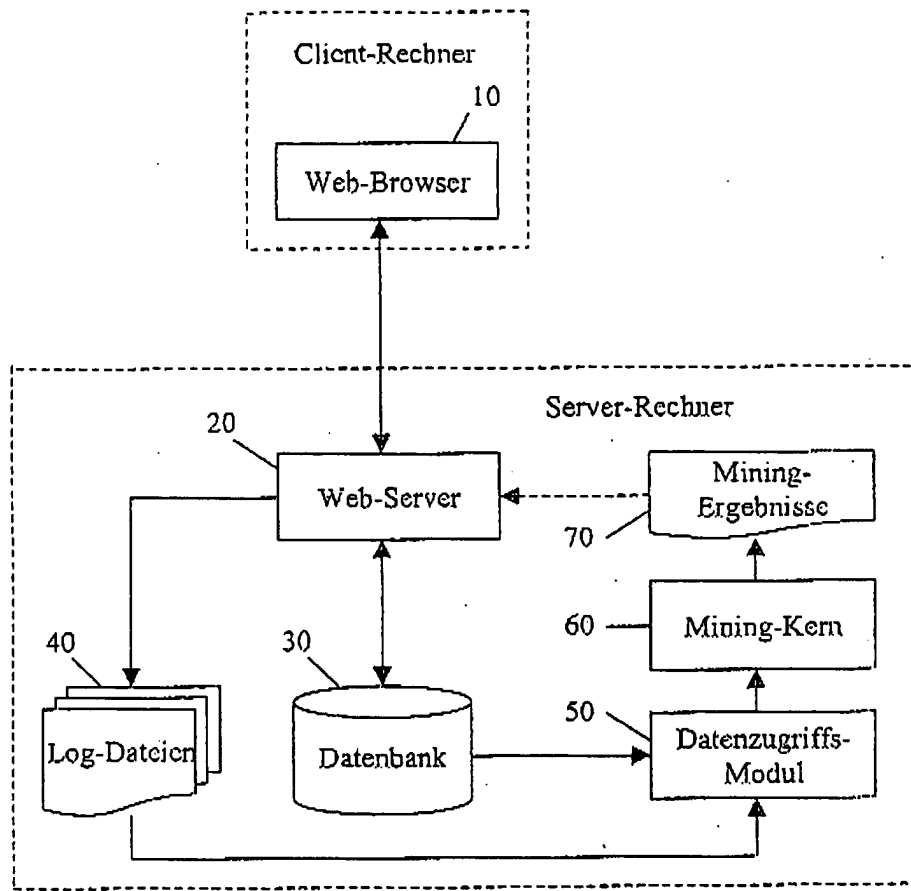 Client-Rechner
10
Web-Browser
Server-Rechner
20
Web-Server
Mining-
Ergebnisse
70
60
Mining-Kern
40
30
50
Log-Dateien
Datenbank
Datenzugriffs-
Modul